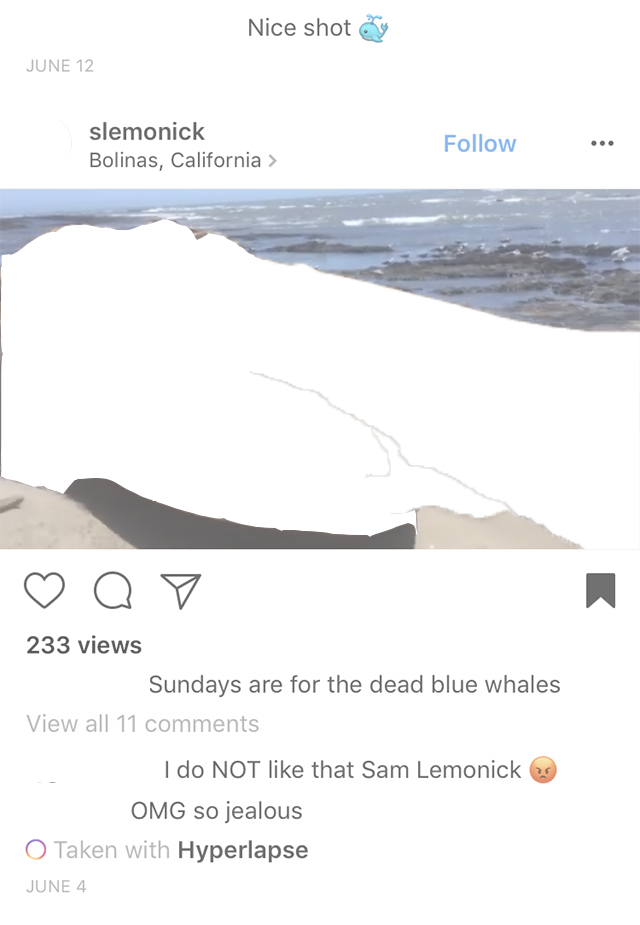 Nice shot 🐳
JUNE 12
slemonick
Bolinas, California >
Follow
233 views
Sundays are for the dead blue whales
View all 11 comments
I do NOT like that Sam Lemonick 😡
OMG so jealous
Taken with Hyperlapse
JUNE 4